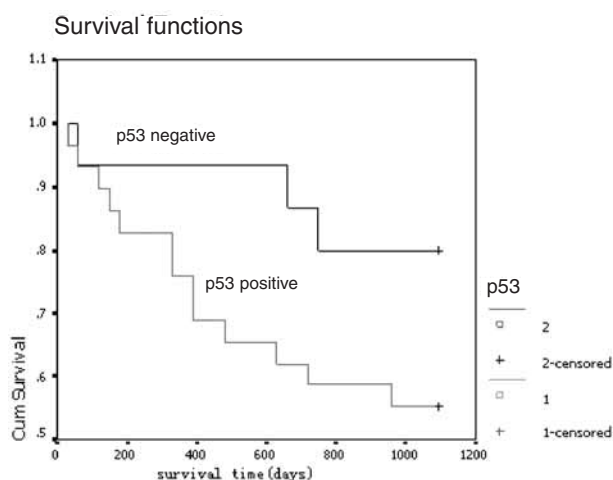 Survival functions
1.1
1.0
.9
.8
.7
.6
.5
Cum Survival
p53 negative
p53 positive
0
200
400
600
800
1000
1200
survival time(days)
p53
2
2-censored
1
1-censored